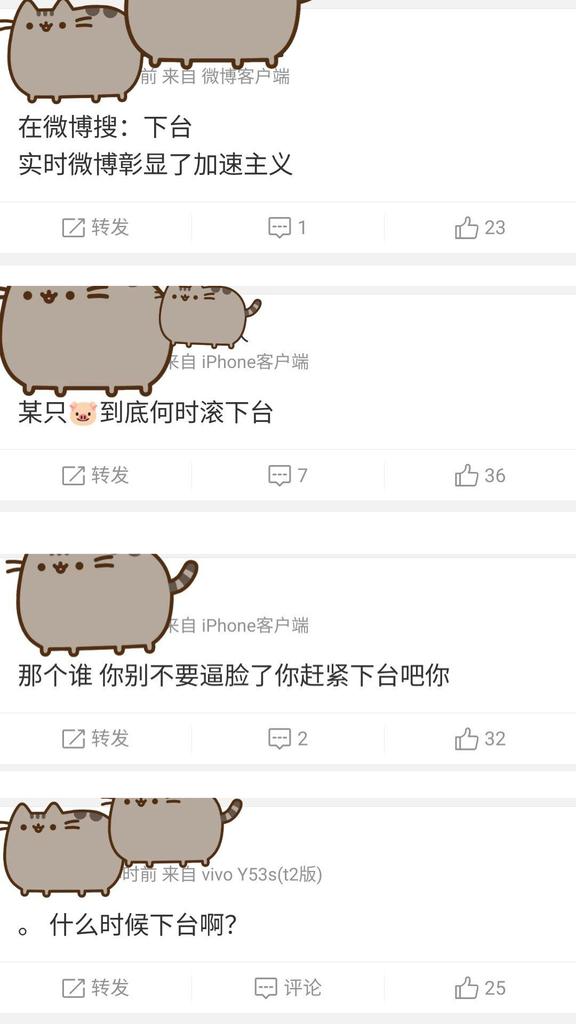 前 来自 微博客户端
在微博搜：下台
实时微博彰显了加速主义
转发 1 23
来自 iPhone客户端
某只🐷到底何时滚下台
转发 7 36
来自 iPhone客户端
那个谁 你别不要逼脸了你赶紧下台吧你
转发 2 32
时前 来自 vivo Y53s(t2版)
。 什么时候下台啊？
转发 评论 25